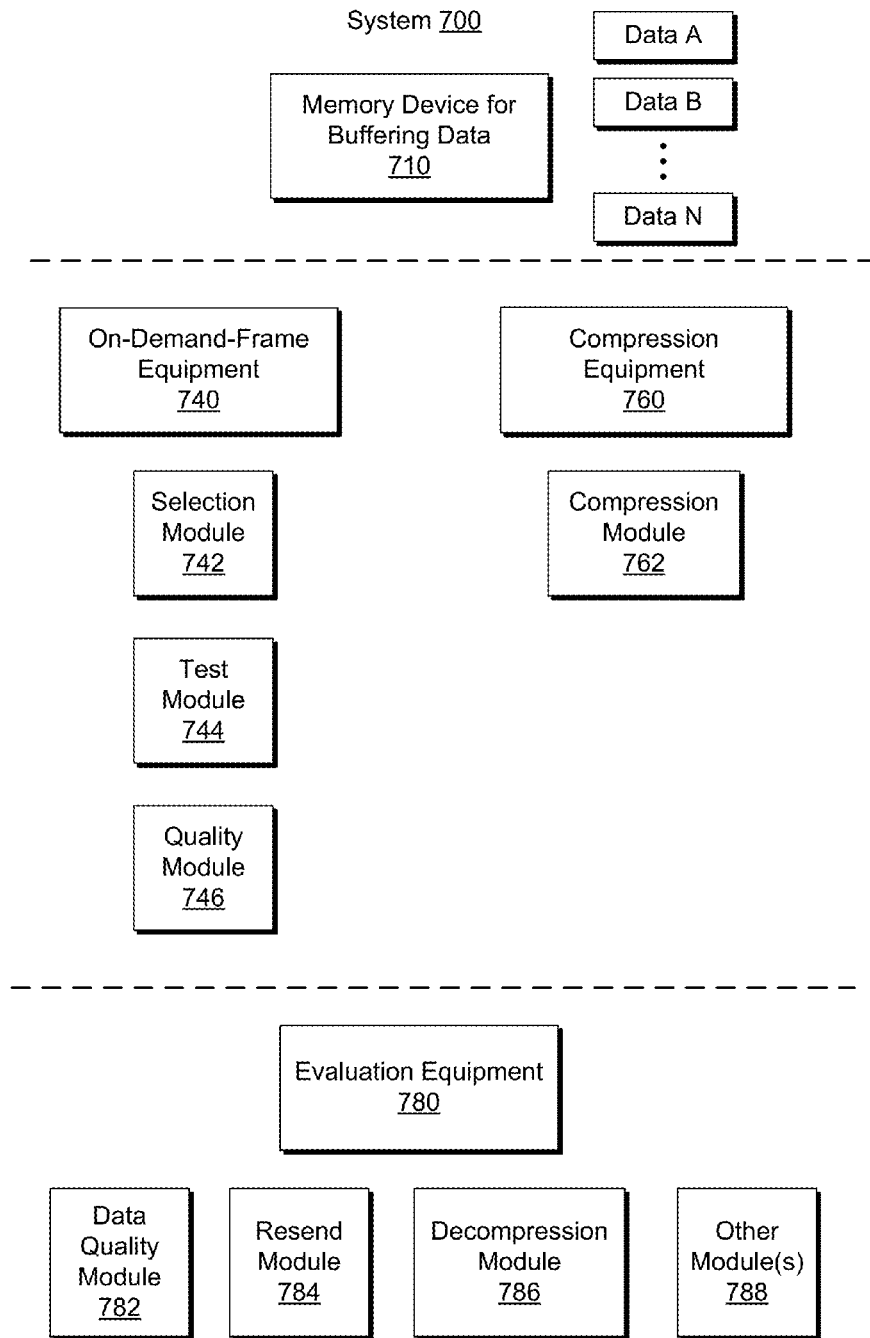 System 700
Data A
Memory Device for
Buffering Data
710
Data B
Data N
On-Demand-Frame
Equipment
740
Compression
Equipment
760
Selection
Module
742
Compression
Module
762
Test
Module
744
Quality
Module
746
Evaluation Equipment
780
Data
Quality
Module
782
Resend
Module
784
Decompression
Module
786
Other
Module(s)
788